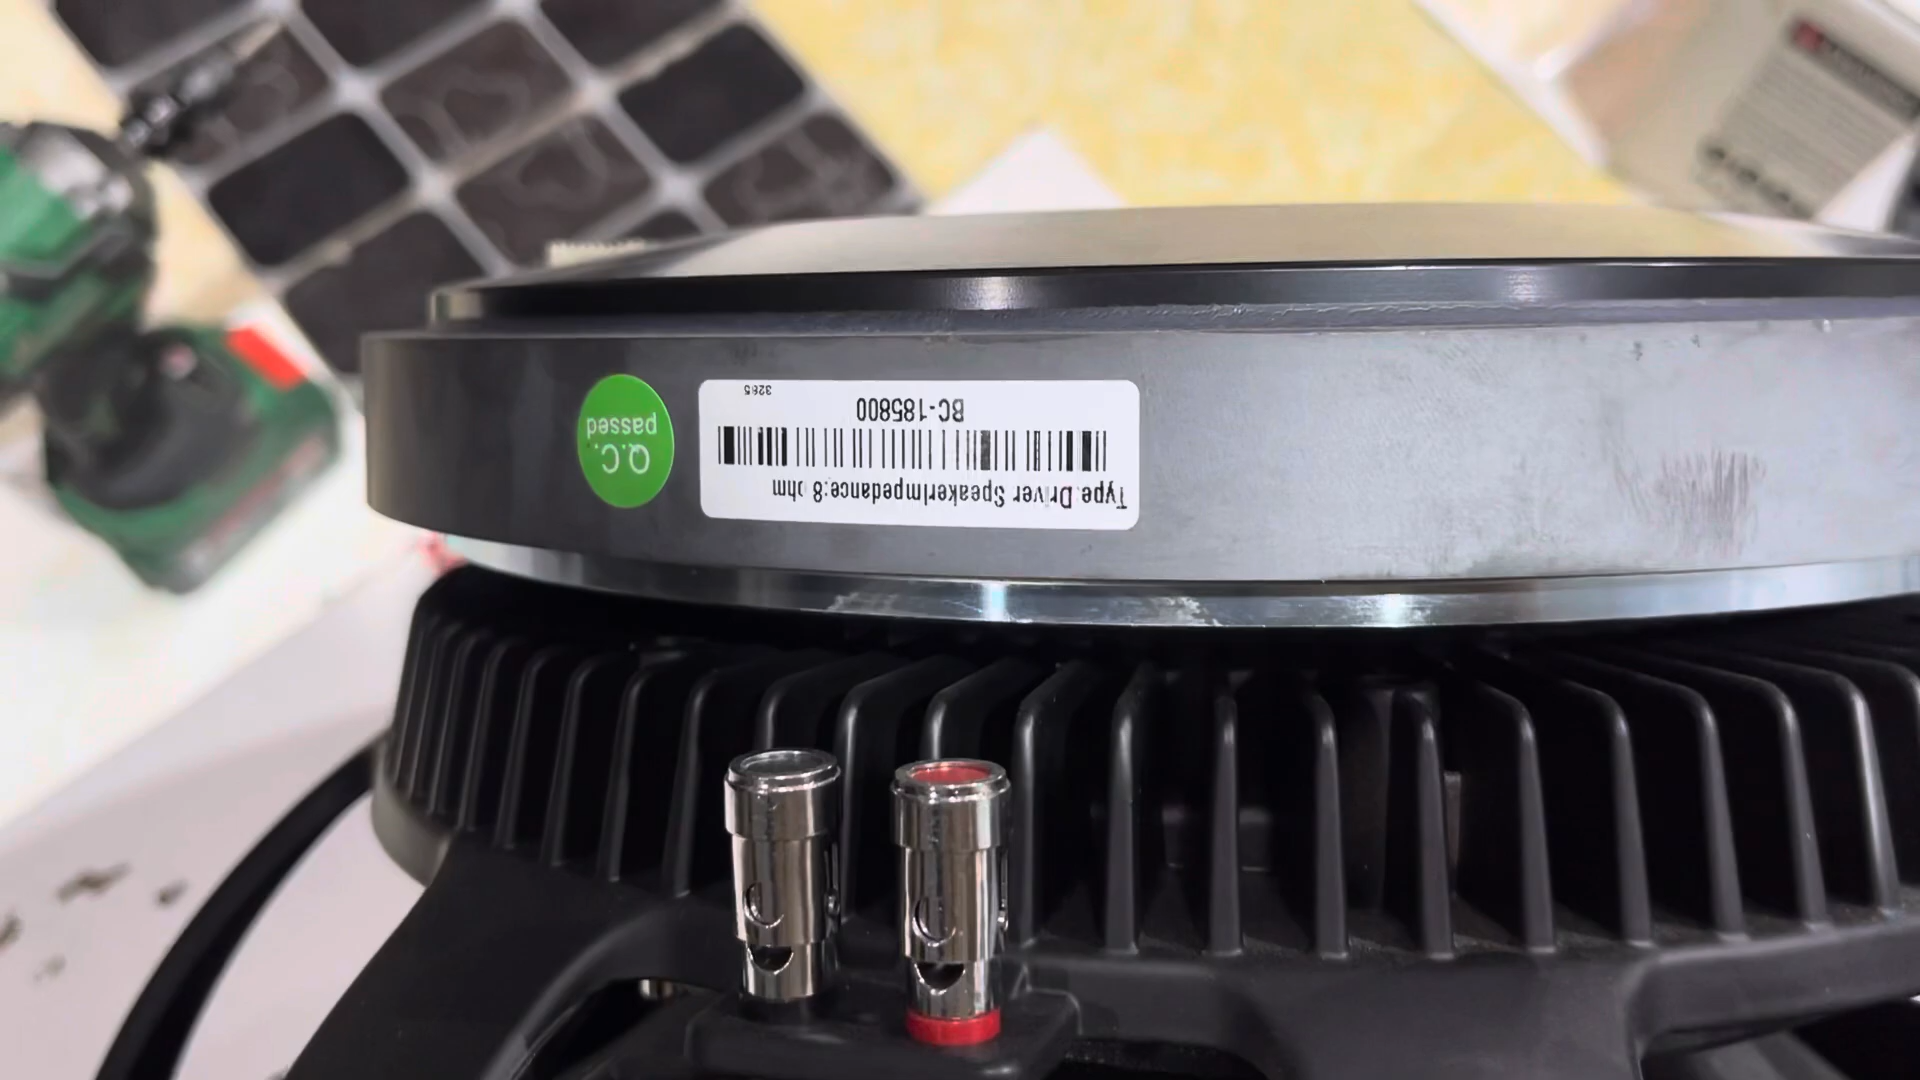 Type:Driver SpeakerImpedance:8 ohm
BC-185800
3265
Q.C.
passed